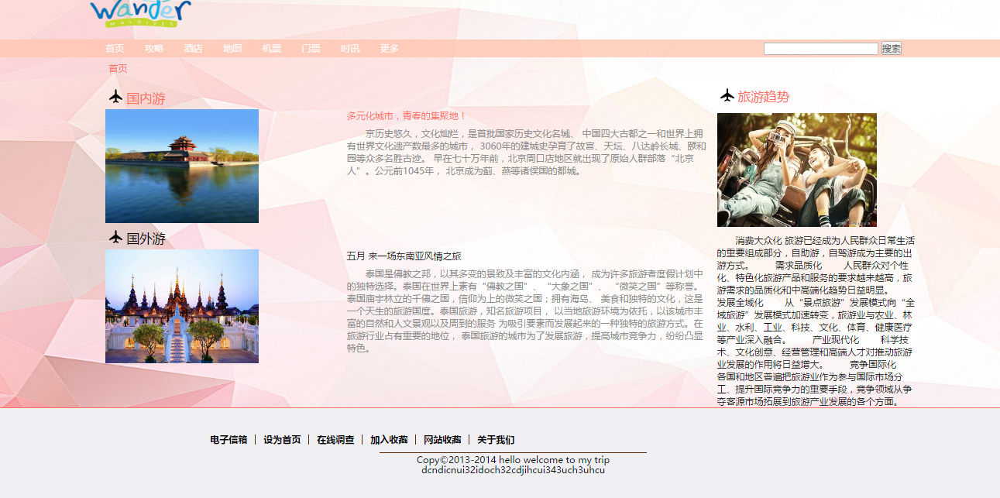 Wander
MALDIVES
首页 攻略 酒店 地图 机票 门票 时讯 更多
搜索
首页
国内游
多元化城市，青春的集聚地！
京历史悠久，文化灿烂，是首批国家历史文化名城、 中国四大古都之一和世界上拥
有世界文化遗产数最多的城市， 3060年的建城史孕育了故宫、天坛、八达岭长城、颐和
园等众多名胜古迹。 早在七十万年前，北京周口店地区就出现了原始人群部落“北京
人”。公元前1045年， 北京成为蓟、燕等诸侯国的都城。
国外游
五月 来一场东南亚风情之旅
泰国是佛教之邦，以其多变的景致及丰富的文化内涵， 成为许多旅游者度假计划中
的独特选择。泰国在世界上素有“佛教之国”、“大象之国”、 “微笑之国”等称誉。
泰国庙宇林立的千佛之国，信仰为上的微笑之国；拥有海岛、 美食和独特的文化，这是
一个天生的旅游国度。泰国旅游，知名旅游项目， 以当地旅游环境为依托，以该城市丰
富的自然和人文景观以及周到的服务 为吸引要素而发展起来的一种独特的旅游方式。在
旅游行业占有重要的地位， 泰国旅游的城市为了发展旅游，提高城市竞争力，纷纷凸显
特色。
旅游趋势
消费大众化 旅游已经成为人民群众日常生活
的重要组成部分，自助游，自驾游成为主要的出
游方式。 需求品质化 人民群众对个性
化、特色化旅游产品和服务的要求越来越高，旅
游需求的品质化和中高端化趋势日益明显。
发展全域化 从“景点旅游”发展模式向“全
域旅游”发展模式加速转变，旅游业与农业、林
业、水利、工业、科技、文化、体育、健康医疗
等产业深入融合。 产业现代化 科学技
术、文化创意、经营管理和高端人才对推动旅游
业发展的作用将日益增大。 竞争国际化
各国和地区普遍把旅游业作为参与国际市场分
工、提升国际竞争力的重要手段，竞争领域从争
夺客源市场拓展到旅游产业发展的各个方面。
电子信箱 | 设为首页 | 在线调查 | 加入收藏 | 网站收藏 | 关于我们
Copy©2013-2014 hello welcome to my trip
dcndicnui32idoch32cdjihcui343uch3uhcu